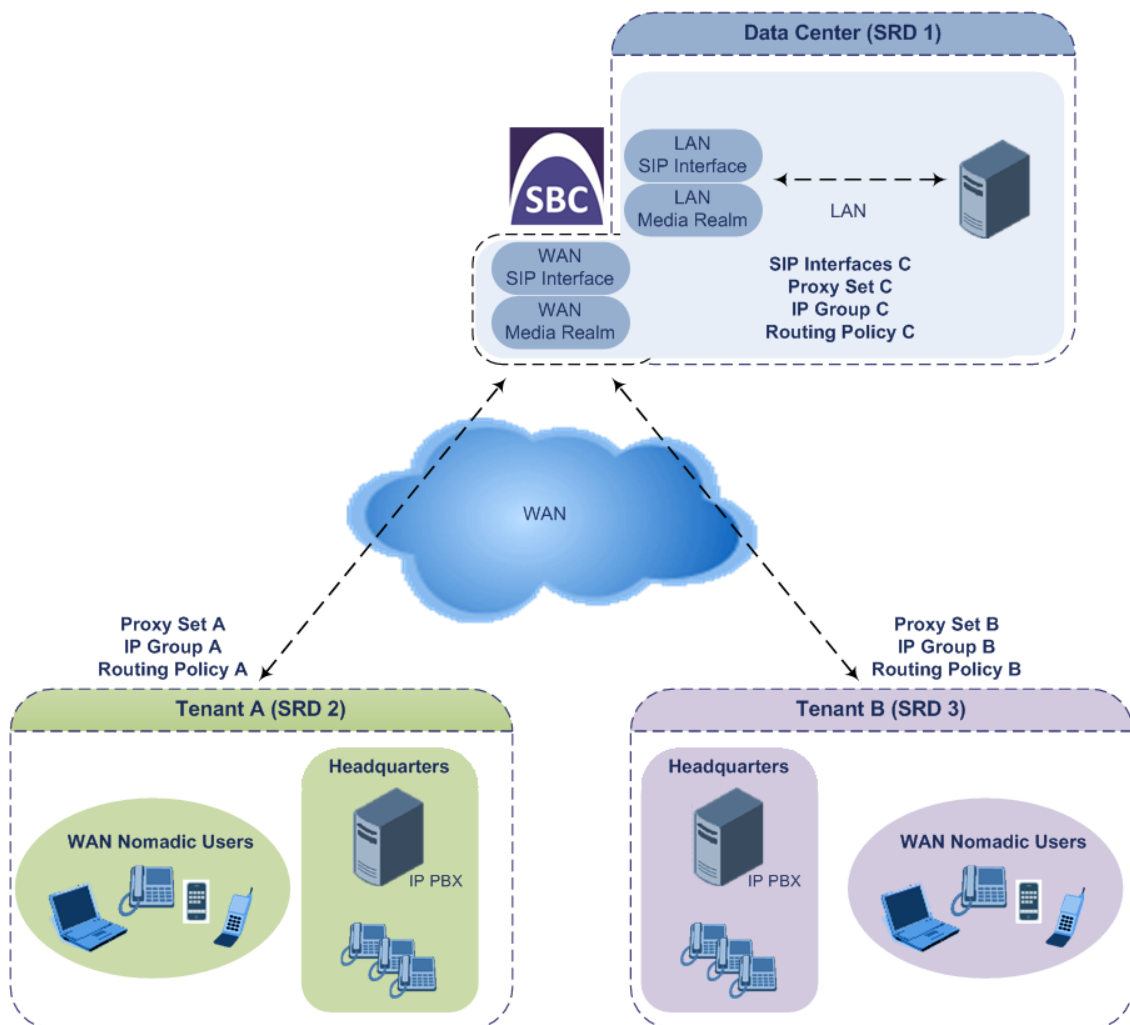 Data Center (SRD 1)
LAN
SIP Interface
LAN
Media Realm
SBC
LAN
WAN
SIP Interface
WAN
Media Realm
SIP Interfaces C
Proxy Set C
IP Group C
Routing Policy C
WAN
Proxy Set A
IP Group A
Routing Policy A
Proxy Set B
IP Group B
Routing Policy B
Tenant A (SRD 2)
WAN Nomadic Users
Headquarters
IP PBX
Tenant B (SRD 3)
Headquarters
IP PBX
WAN Nomadic Users